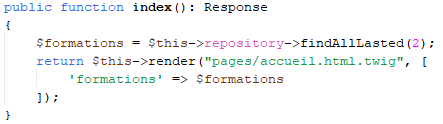 public function index(): Response
{
    $formations = $this->repository->findAllLasted(2);
    return $this->render("pages/accueil.html.twig", [
        'formations' => $formations
    ]);
}